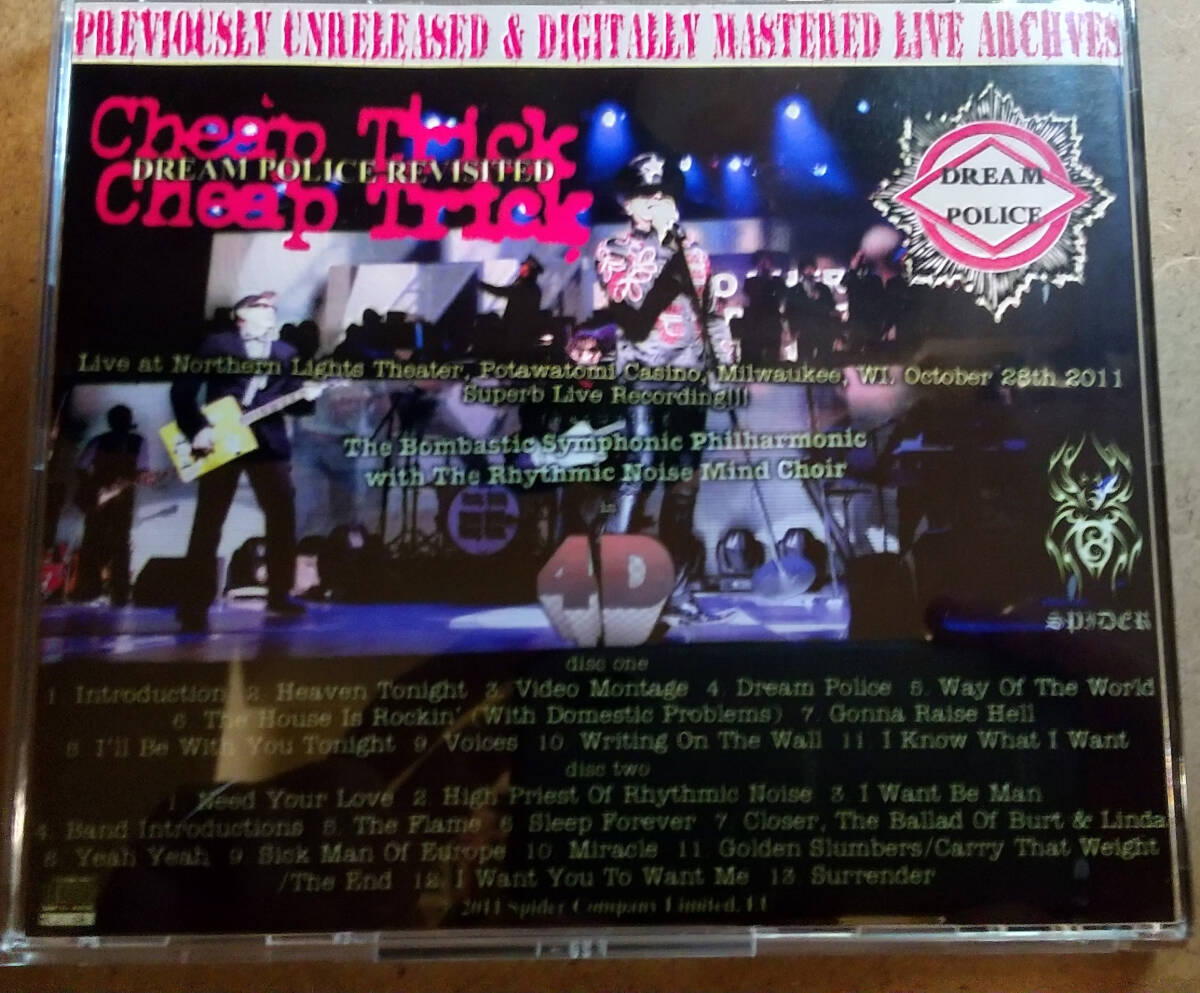 PREVIOUSLY UNRELEASED & DIGITALLY MASTERED LIVE ARCHVES
Cheap Trick
DREAM POLICE REVISITED
Cheap Trick
DREAM
POLICE
Live at Northern Lights Theater, Potawatomi Casino, Milwaukee, WI. October 28th 2011
Superb Live Recording!!!
The Bombastic Symphonic Philharmonic
with The Rhythmic Noise Mind Choir
in
4 D
SPIDER
disc one
1 Introduction 2. Heaven Tonight 3. Video Montage 4. Dream Police 5. Way Of The World
6. The House Is Rockin' (With Domestic Problems) 7. Gonna Raise Hell
8. I'll Be With You Tonight 9. Voices 10. Writing On The Wall 11. I Know What I Want
disc two
1. Need Your Love 2. High Priest Of Rhythmic Noise 3. I Want Be Man
4. Band Introductions 5. The Flame 6. Sleep Forever 7. Closer, The Ballad Of Burt & Linda
8. Yeah Yeah 9. Sick Man Of Europe 10. Miracle 11. Golden Slumbers/Carry That Weight
/The End 12. I Want You To Want Me 13. Surrender
2011 Spider Company Limited.